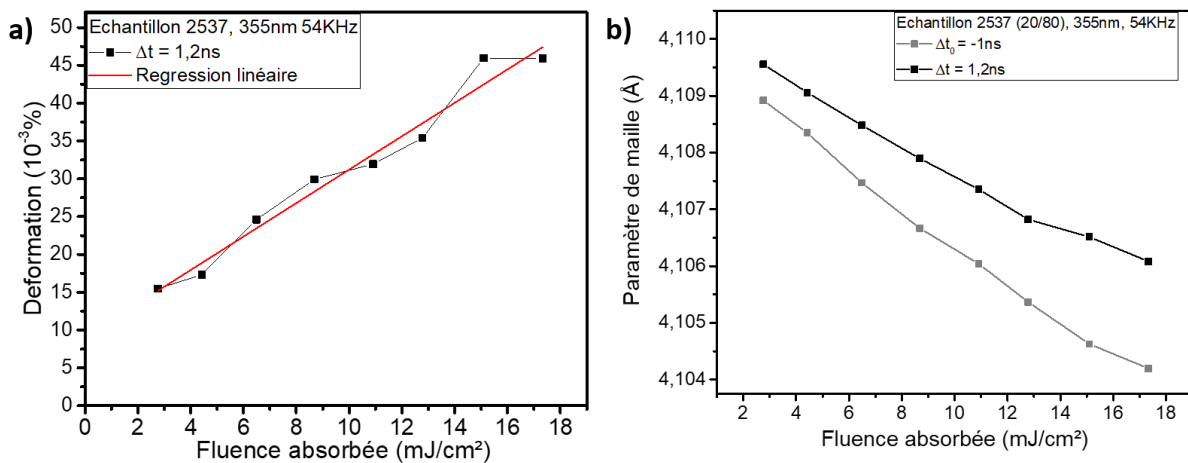 a)
Echantillon 2537, 355nm 54KHz
Δt = 1,2ns
Regression linéaire
Deformation (10⁻³%)
50
45
40
35
30
25
20
15
10
5
0
0 2 4 6 8 10 12 14 16 18
Fluence absorbée (mJ/cm²)
b)
Echantillon 2537 (20/80), 355nm, 54KHz
Δt₀ = -1ns
Δt = 1,2ns
Paramètre de maille (Å)
4,110
4,109
4,108
4,107
4,106
4,105
4,104
2 4 6 8 10 12 14 16 18
Fluence absorbée (mJ/cm²)